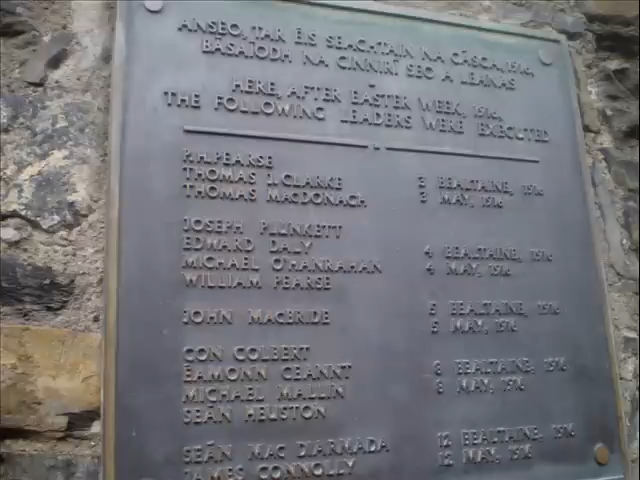 ANSEO, TAR ÉIS SEACHTAIN NA CÁSCA, 1916,
BÁSAÍODH NA CINNIRÍ SEO A LEANAS
HERE, AFTER EASTER WEEK, 1916,
THE FOLLOWING LEADERS WERE EXECUTED
P.H. PEARSE
THOMAS J. CLARKE 3 BEALTAINE, 1916
THOMAS MACDONAGH 3 MAY, 1916
JOSEPH PLUNKETT
EDWARD DALY 4 BEALTAINE, 1916
MICHAEL O'HANRAHAN 4 MAY, 1916
WILLIAM PEARSE
JOHN MACBRIDE 5 BEALTAINE, 1916
5 MAY, 1916
CON COLBERT
ÉAMONN CEANNT 8 BEALTAINE, 1916
MICHAEL MALLIN 8 MAY, 1916
SEÁN HEUSTON
SEÁN MAC DIARMADA 12 BEALTAINE, 1916
JAMES CONNOLLY 12 MAY, 1916